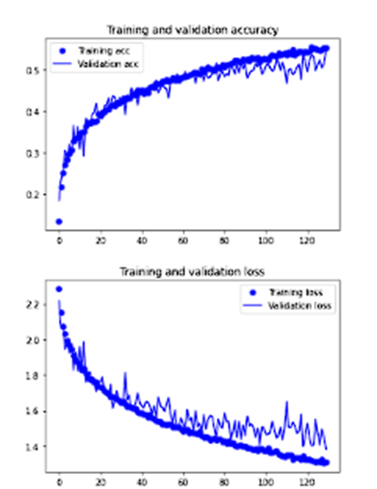 Training and validation accuracy
Training acc
Validation acc
0.5
0.4
0.3
0.2
0 20 40 60 80 100 120
Training and validation loss
Training loss
Validation loss
2.2
2.0
1.8
1.6
1.4
0 20 40 60 80 100 120